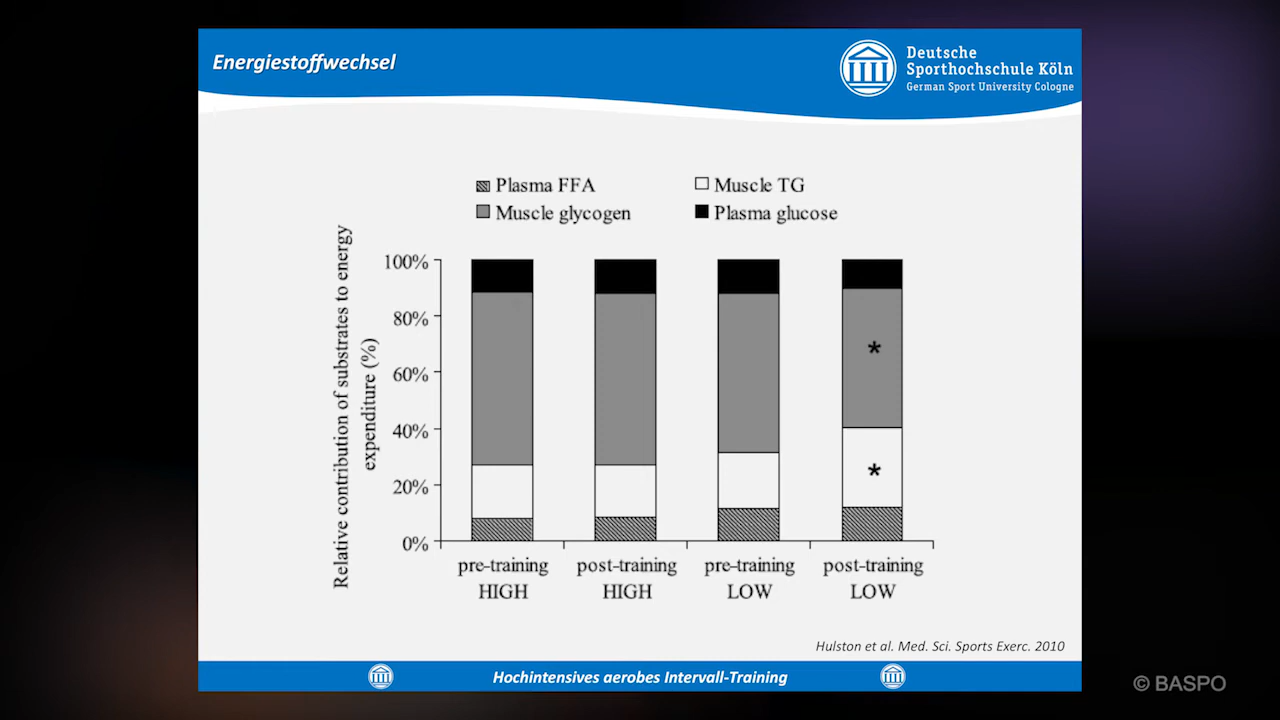 Energiestoffwechsel
Deutsche
Sporthochschule Köln
German Sport University Cologne
Plasma FFA
Muscle TG
Muscle glycogen
Plasma glucose
Relative contribution of substrates to energy
expenditure (%)
100%
80%
60%
40%
20%
0%
*
*
pre-training
HIGH
post-training
HIGH
pre-training
LOW
post-training
LOW
Hulston et al. Med. Sci. Sports Exerc. 2010
Hochintensives aerobes Intervall-Training
© BASPO